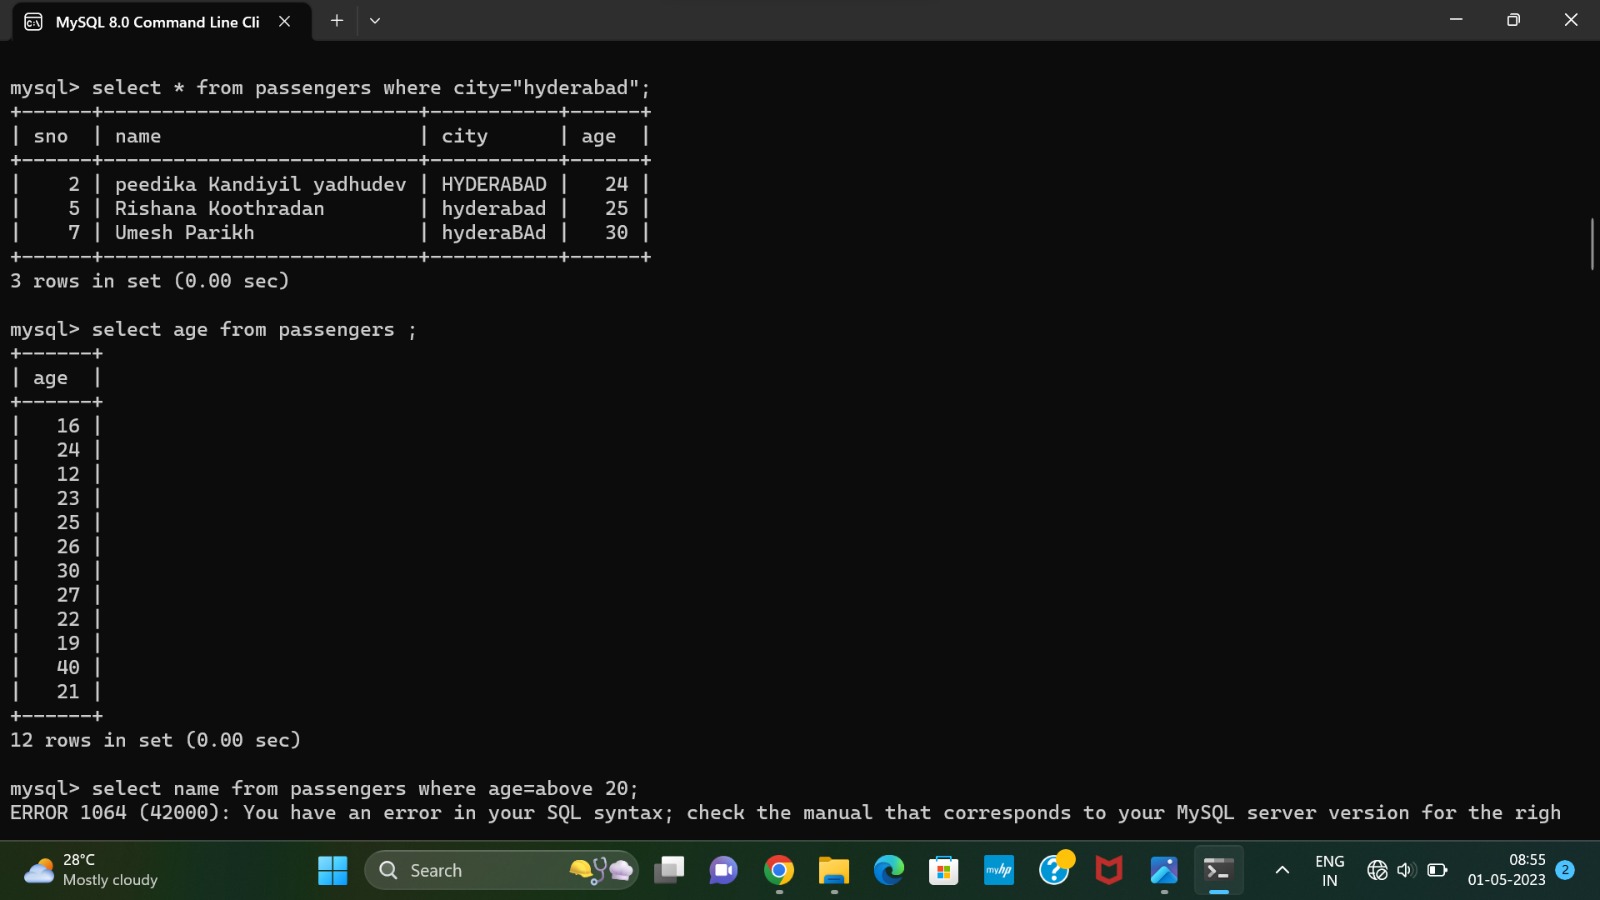 MySQL 8.0 Command Line Cli
mysql> select * from passengers where city="hyderabad";
+------+---------------------------+-----------+------+
| sno  | name                      | city      | age  |
+------+---------------------------+-----------+------+
|    2 | peedika Kandiyil yadhudev | HYDERABAD |   24 |
|    5 | Rishana Koothradan        | hyderabad |   25 |
|    7 | Umesh Parikh              | hyderaBAd |   30 |
+------+---------------------------+-----------+------+
3 rows in set (0.00 sec)
mysql> select age from passengers ;
+------+
| age  |
+------+
|   16 |
|   24 |
|   12 |
|   23 |
|   25 |
|   26 |
|   30 |
|   27 |
|   22 |
|   19 |
|   40 |
|   21 |
+------+
12 rows in set (0.00 sec)
mysql> select name from passengers where age=above 20;
ERROR 1064 (42000): You have an error in your SQL syntax; check the manual that corresponds to your MySQL server version for the righ
28°C
Mostly cloudy
Search
myhp
ENG
IN
08:55
01-05-2023
2